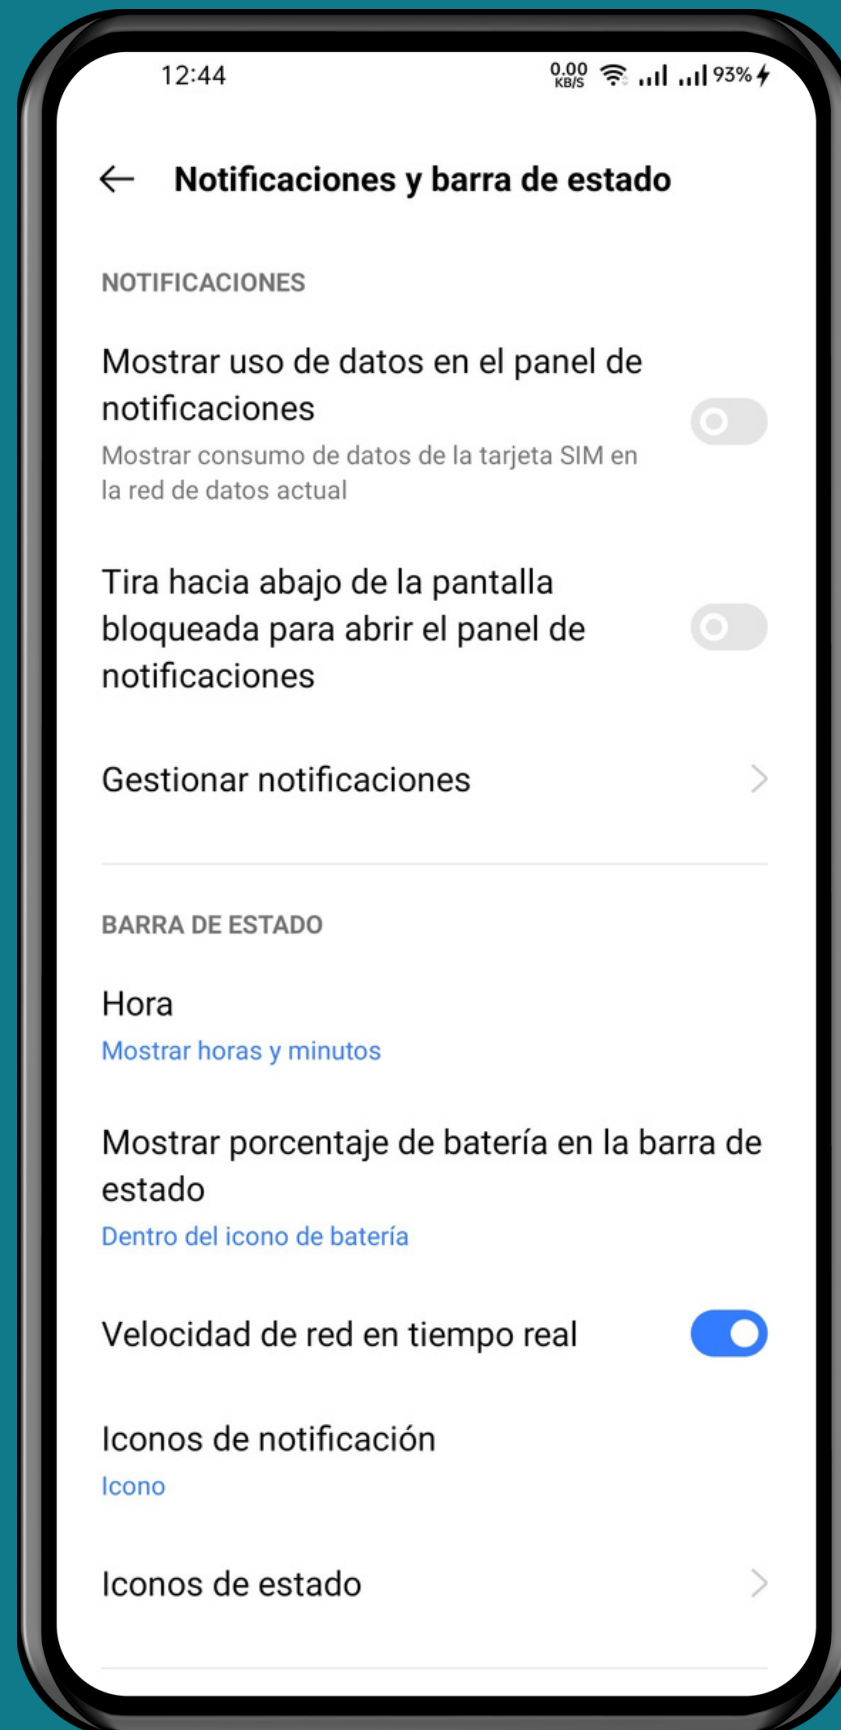 12:44
0.00
KB/S
93%
Notificaciones y barra de estado
NOTIFICACIONES
Mostrar uso de datos en el panel de
notificaciones
Mostrar consumo de datos de la tarjeta SIM en
la red de datos actual
Tira hacia abajo de la pantalla
bloqueada para abrir el panel de
notificaciones
Gestionar notificaciones
BARRA DE ESTADO
Hora
Mostrar horas y minutos
Mostrar porcentaje de batería en la barra de
estado
Dentro del icono de batería
Velocidad de red en tiempo real
Iconos de notificación
Icono
Iconos de estado